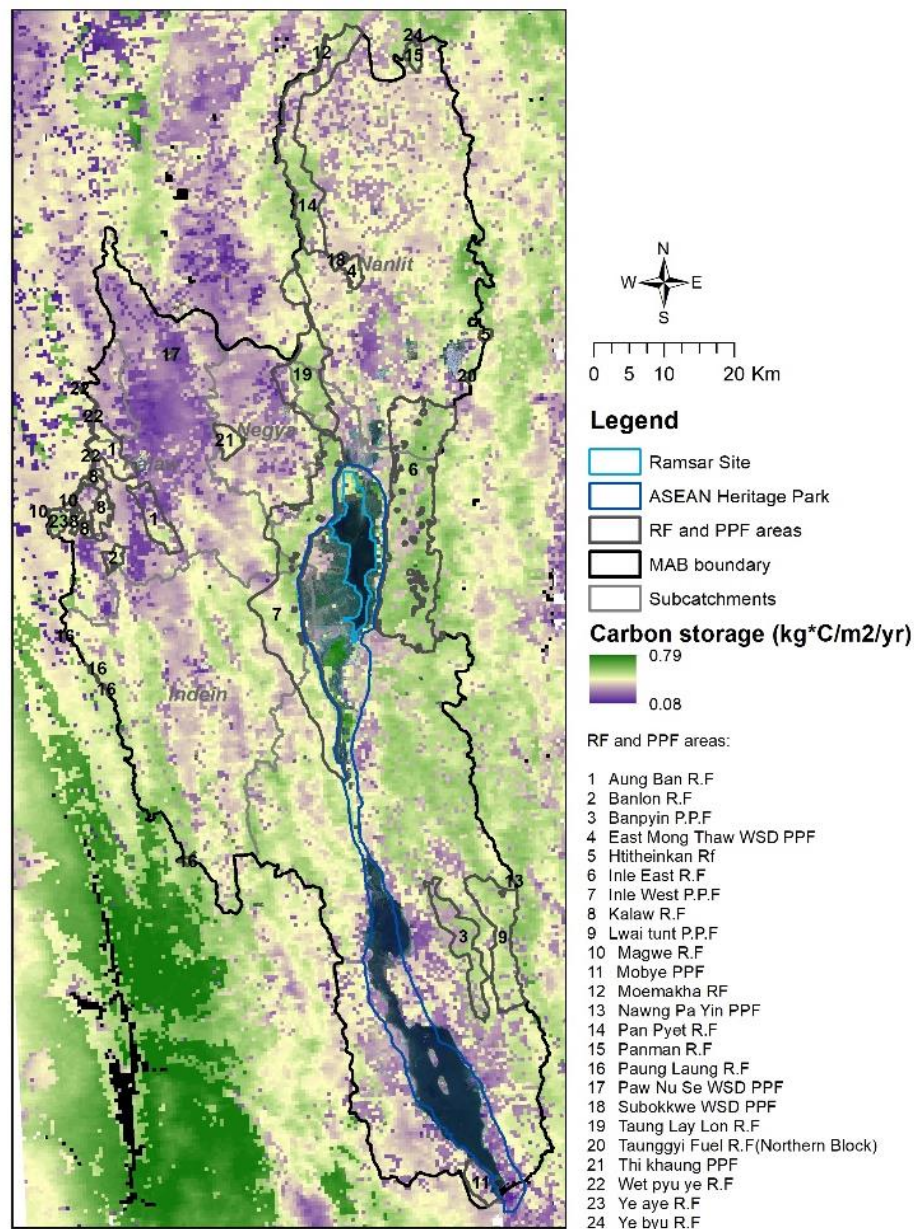 24
12
15
14
18
Nanlit
4
5
17
19
20
22
22
21
Negya
1
22
6
8
Kalaw
10
8
1
10
23
8
8
2
7
16
16
Indein
16
16
13
3
9
11
N
W
E
S
0 5 10 20 Km
Legend
Ramsar Site
ASEAN Heritage Park
RF and PPF areas
MAB boundary
Subcatchments
Carbon storage (kg*C/m2/yr)
0.79
0.08
RF and PPF areas:
1 Aung Ban R.F
2 Banlon R.F
3 Banpyin P.P.F
4 East Mong Thaw WSD PPF
5 Htitheinkan Rf
6 Inle East R.F
7 Inle West P.P.F
8 Kalaw R.F
9 Lwai tunt P.P.F
10 Magwe R.F
11 Mobye PPF
12 Moemakha RF
13 Nawng Pa Yin PPF
14 Pan Pyet R.F
15 Panman R.F
16 Paung Laung R.F
17 Paw Nu Se WSD PPF
18 Subokkwe WSD PPF
19 Taung Lay Lon R.F
20 Taunggyi Fuel R.F(Northern Block)
21 Thi khaung PPF
22 Wet pyu ye R.F
23 Ye aye R.F
24 Ye byu R.F